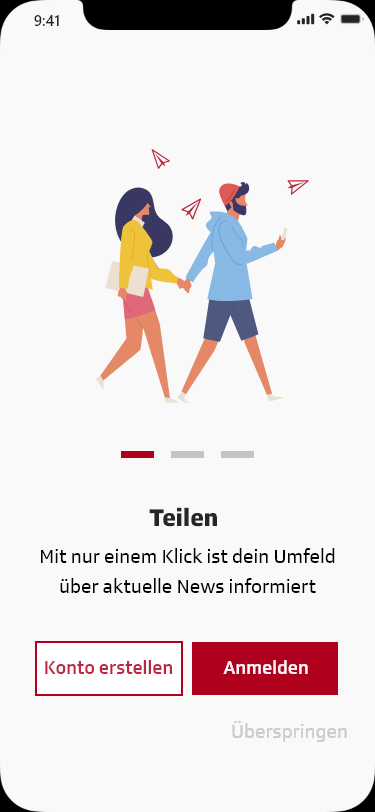 9:41
Teilen
Mit nur einem Klick ist dein Umfeld
über aktuelle News informiert
Konto erstellen
Anmelden
Überspringen